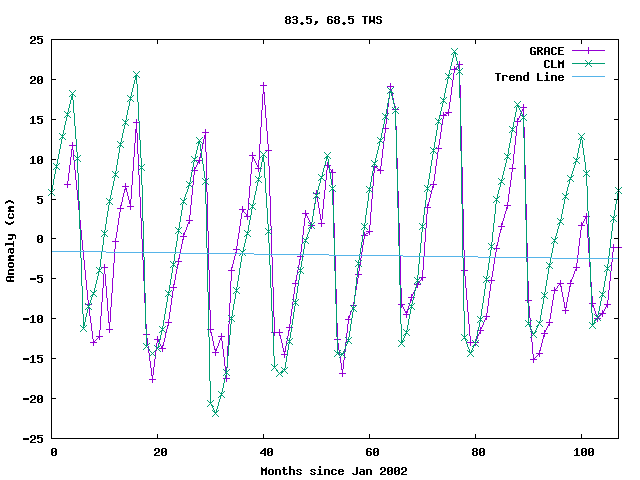 83.5, 68.5 TWS
GRACE
CLM
Trend Line
25
20
15
10
5
0
-5
-10
-15
-20
-25
Anomaly (cm)
0 20 40 60 80 100
Months since Jan 2002